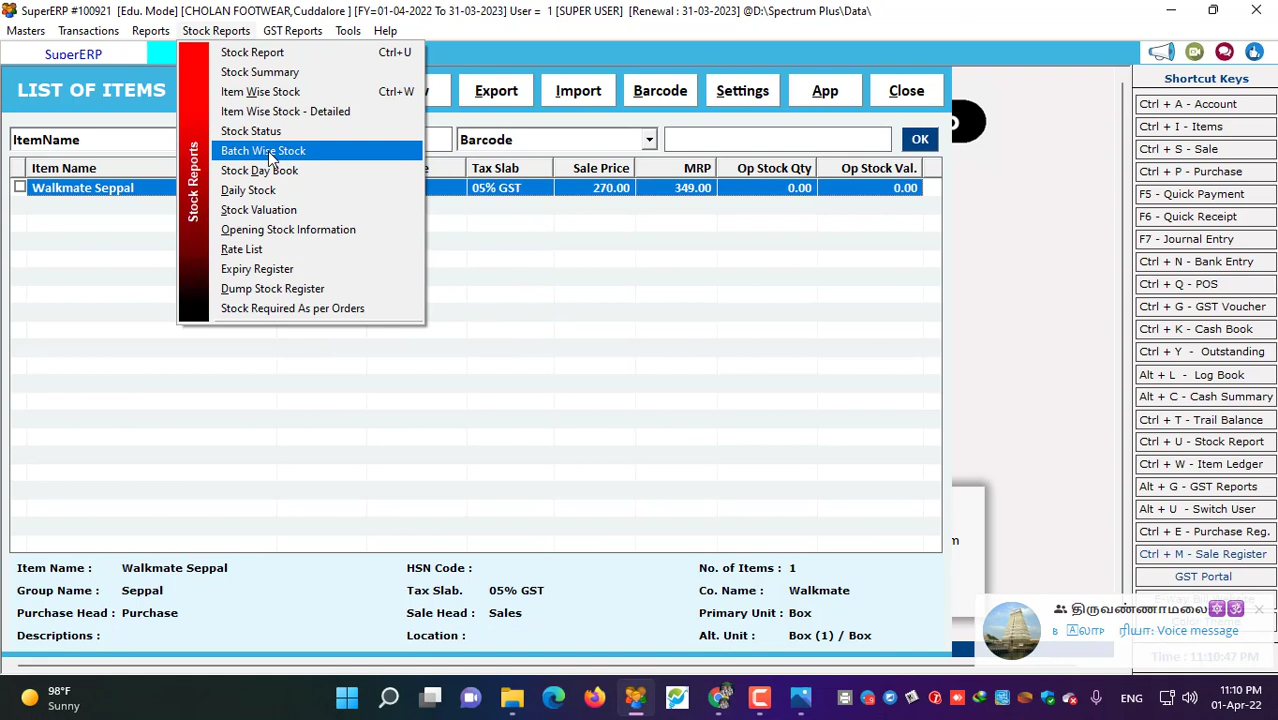 SuperERP #100921 [Edu. Mode] [CHOLAN FOOTWEAR,Cuddalore] [FY=01-04-2022 To 31-03-2023] User = 1 [SUPER USER] [Renewal : 31-03-2023] @D:\Spectrum Plus\Data\
Masters Transactions Reports Stock Reports GST Reports Tools Help
SuperERP
LIST OF ITEMS
Export Import Barcode Settings App Close
ItemName Barcode OK
Item Name Tax Slab Sale Price MRP Op Stock Qty Op Stock Val.
Walkmate Seppal 05% GST 270.00 349.00 0.00 0.00
Stock Reports
Stock Report Ctrl+U
Stock Summary
Item Wise Stock Ctrl+W
Item Wise Stock - Detailed
Stock Status
Batch Wise Stock
Stock Day Book
Daily Stock
Stock Valuation
Opening Stock Information
Rate List
Expiry Register
Dump Stock Register
Stock Required As per Orders
Item Name : Walkmate Seppal HSN Code : No. of Items : 1
Group Name : Seppal Tax Slab. 05% GST Co. Name : Walkmate
Purchase Head : Purchase Sale Head : Sales Primary Unit : Box
Descriptions : Location : Alt. Unit : Box (1) / Box
Shortcut Keys
Ctrl + A - Account
Ctrl + I - Items
Ctrl + S - Sale
Ctrl + P - Purchase
F5 - Quick Payment
F6 - Quick Receipt
F7 - Journal Entry
Ctrl + N - Bank Entry
Ctrl + Q - POS
Ctrl + G - GST Voucher
Ctrl + K - Cash Book
Ctrl + Y - Outstanding
Alt + L - Log Book
Alt + C - Cash Summary
Ctrl + T - Trail Balance
Ctrl + U - Stock Report
Ctrl + W - Item Ledger
Alt + G - GST Reports
Alt + U - Switch User
Ctrl + E - Purchase Reg.
Ctrl + M - Sale Register
GST Portal
Time : 11:10:47 PM
திருவண்ணாமலை🔯🕉
Voice message
98°F
Sunny
ENG
11:10 PM
01-Apr-22